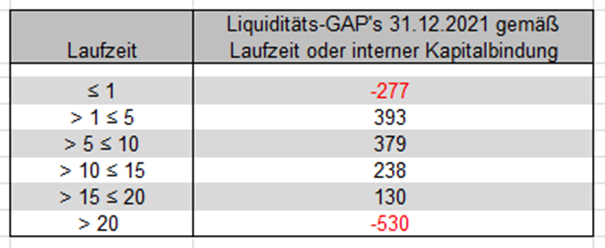 Laufzeit Liquiditäts-GAP's 31.12.2021 gemäß
Laufzeit oder interner Kapitalbindung
≤ 1 -277
> 1 ≤ 5 393
> 5 ≤ 10 379
> 10 ≤ 15 238
> 15 ≤ 20 130
> 20 -530